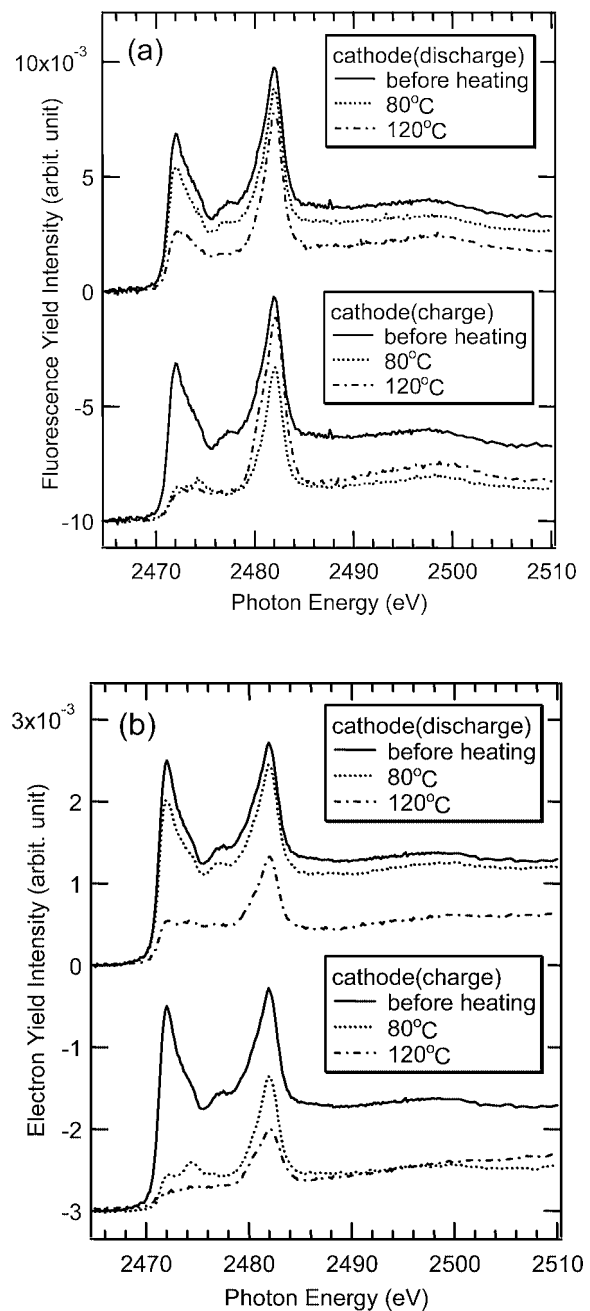 (a)
cathode(discharge)
before heating
80°C
120°C
10x10⁻³
5
0
-5
-10
Fluorescence Yield Intensity (arbit. unit)
cathode(charge)
before heating
80°C
120°C
2470 2480 2490 2500 2510
Photon Energy (eV)
(b)
cathode(discharge)
before heating
80°C
120°C
3x10⁻³
2
1
0
-1
-2
-3
Electron Yield Intensity (arbit. unit)
cathode(charge)
before heating
80°C
120°C
2470 2480 2490 2500 2510
Photon Energy (eV)